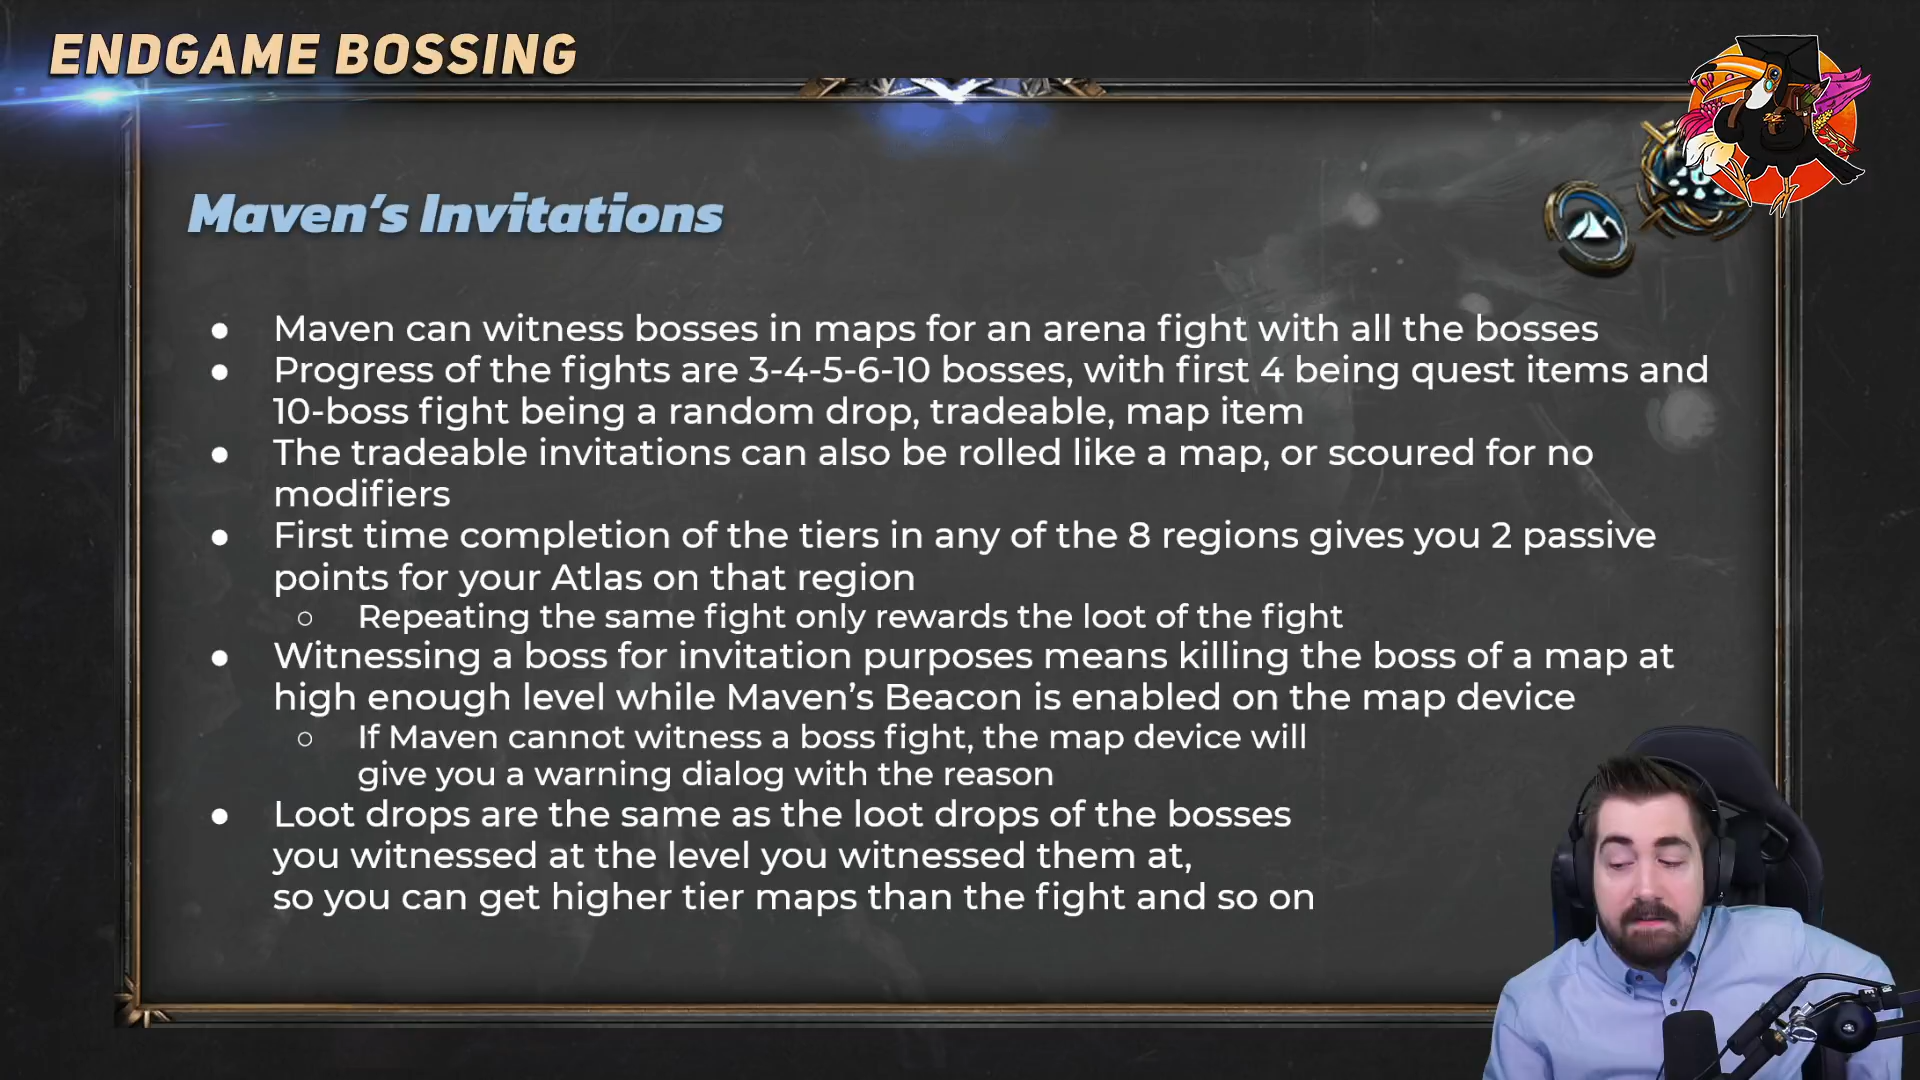 ENDGAME BOSSING
Maven's Invitations
● Maven can witness bosses in maps for an arena fight with all the bosses
● Progress of the fights are 3-4-5-6-10 bosses, with first 4 being quest items and
10-boss fight being a random drop, tradeable, map item
● The tradeable invitations can also be rolled like a map, or scoured for no
modifiers
● First time completion of the tiers in any of the 8 regions gives you 2 passive
points for your Atlas on that region
○ Repeating the same fight only rewards the loot of the fight
● Witnessing a boss for invitation purposes means killing the boss of a map at
high enough level while Maven's Beacon is enabled on the map device
○ If Maven cannot witness a boss fight, the map device will
give you a warning dialog with the reason
● Loot drops are the same as the loot drops of the bosses
you witnessed at the level you witnessed them at,
so you can get higher tier maps than the fight and so on